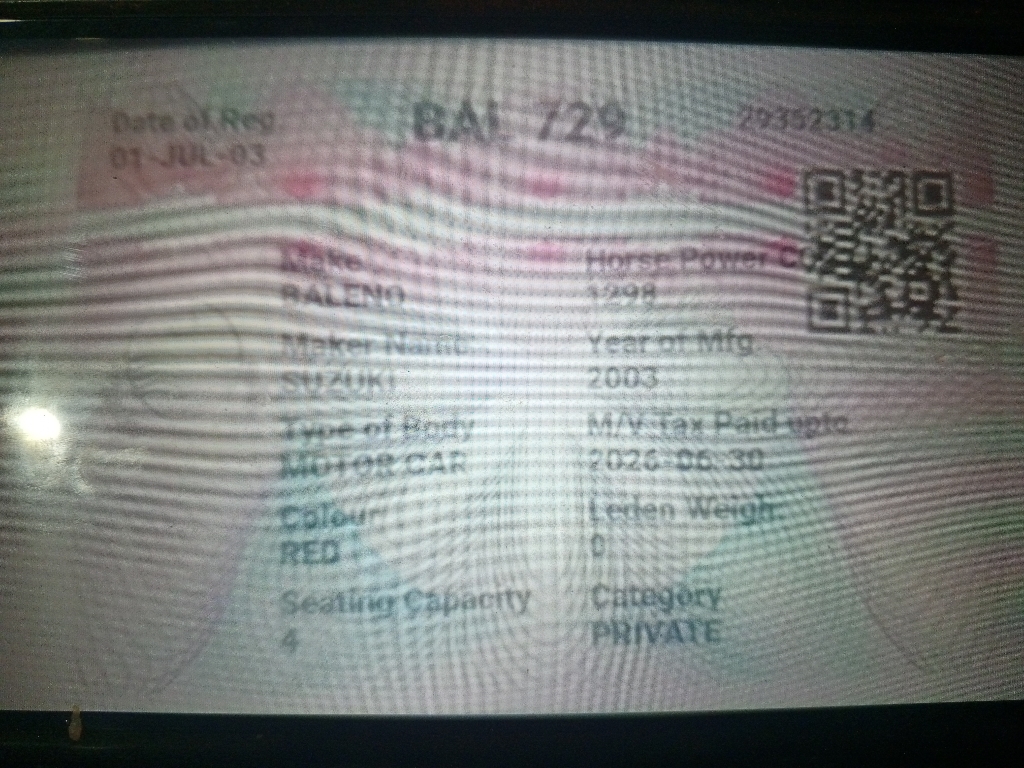 Date of Reg
01-JUL-03
BAL 729
29352314
Make
BALENO
Horse Power
1298
Maker Name
SUZUKI
Year of Mfg
2003
Type of Body
MOTOR CAR
M/V Tax Paid upto
2026-06-30
Colour
RED
Leden Weigh
0
Seating Capacity
4
Category
PRIVATE